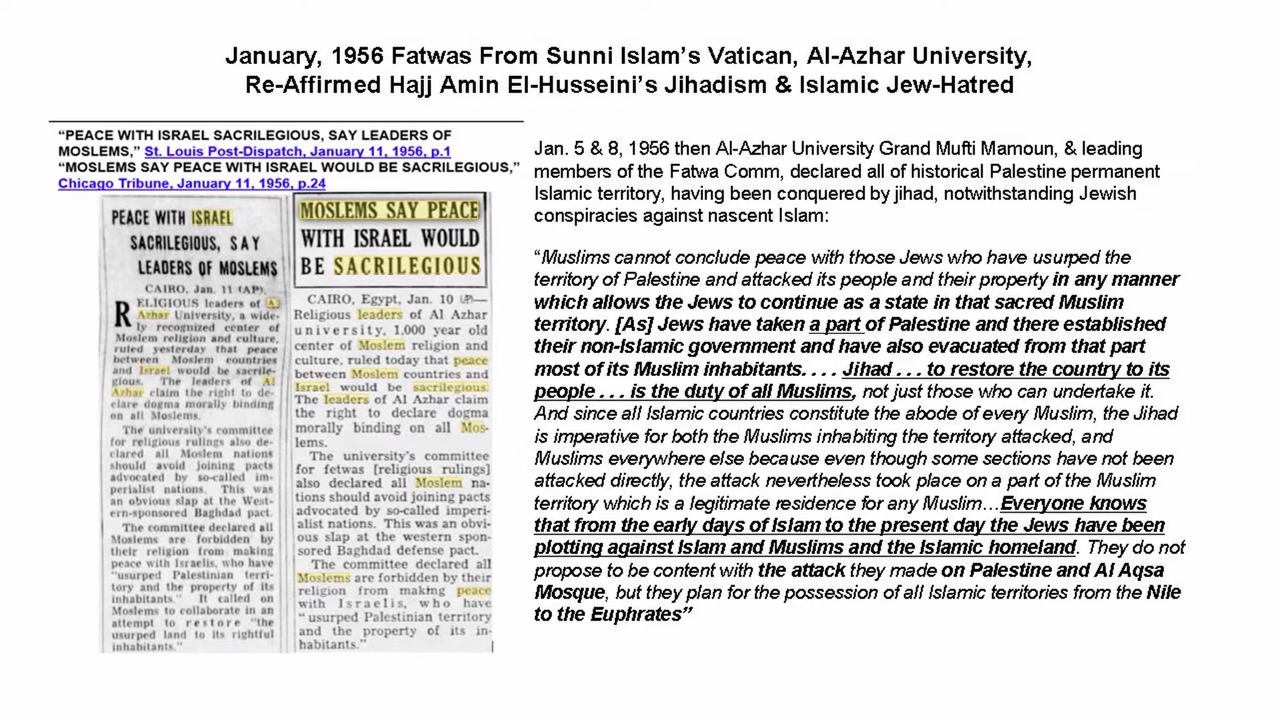 January, 1956 Fatwas From Sunni Islam's Vatican, Al-Azhar University,
Re-Affirmed Hajj Amin El-Husseini's Jihadism & Islamic Jew-Hatred
“PEACE WITH ISRAEL SACRILEGIOUS, SAY LEADERS OF
MOSLEMS,” St. Louis Post-Dispatch, January 11, 1956, p.1
“MOSLEMS SAY PEACE WITH ISRAEL WOULD BE SACRILEGIOUS,”
Chicago Tribune, January 11, 1956, p.24
PEACE WITH ISRAEL
SACRILEGIOUS, SAY
LEADERS OF MOSLEMS
CAIRO, Jan. 11 (AP).
RELIGIOUS leaders of Al
Azhar University, a wide-
ly recognized center of
Moslem religion and culture,
ruled yesterday that peace
between Moslem countries
and Israel would be sacrile-
gious. The leaders of Al
Azhar claim the right to de-
clare dogma morally binding
on all Moslems.
The university's committee
for religious rulings also de-
clared all Moslem nations
should avoid joining pacts
advocated by so-called im-
perialist nations. This was
an obvious slap at the West-
ern-sponsored Baghdad pact.
The committee declared all
Moslems are forbidden by
their religion from making
peace with Israelis, who have
"usurped Palestinian terri-
tory and the property of its
inhabitants." It called on
Moslems to collaborate in an
attempt to restore "the
usurped land to its rightful
inhabitants."
MOSLEMS SAY PEACE
WITH ISRAEL WOULD
BE SACRILEGIOUS
CAIRO, Egypt, Jan. 10 (AP)—
Religious leaders of Al Azhar
university, 1,000 year old
center of Moslem religion and
culture, ruled today that peace
between Moslem countries and
Israel would be sacrilegious.
The leaders of Al Azhar claim
the right to declare dogma
morally binding on all Mos-
lems.
The university's committee
for fetwas [religious rulings]
also declared all Moslem na-
tions should avoid joining pacts
advocated by so-called imperi-
alist nations. This was an obvi-
ous slap at the western spon-
sored Baghdad defense pact.
The committee declared all
Moslems are forbidden by their
religion from making peace
with Israelis, who have
"usurped Palestinian territory
and the property of its in-
habitants."
Jan. 5 & 8, 1956 then Al-Azhar University Grand Mufti Mamoun, & leading
members of the Fatwa Comm, declared all of historical Palestine permanent
Islamic territory, having been conquered by jihad, notwithstanding Jewish
conspiracies against nascent Islam:
“Muslims cannot conclude peace with those Jews who have usurped the
territory of Palestine and attacked its people and their property in any manner
which allows the Jews to continue as a state in that sacred Muslim
territory. [As] Jews have taken a part of Palestine and there established
their non-Islamic government and have also evacuated from that part
most of its Muslim inhabitants. . . . Jihad . . . to restore the country to its
people . . . is the duty of all Muslims, not just those who can undertake it.
And since all Islamic countries constitute the abode of every Muslim, the Jihad
is imperative for both the Muslims inhabiting the territory attacked, and
Muslims everywhere else because even though some sections have not been
attacked directly, the attack nevertheless took place on a part of the Muslim
territory which is a legitimate residence for any Muslim…Everyone knows
that from the early days of Islam to the present day the Jews have been
plotting against Islam and Muslims and the Islamic homeland. They do not
propose to be content with the attack they made on Palestine and Al Aqsa
Mosque, but they plan for the possession of all Islamic territories from the Nile
to the Euphrates”